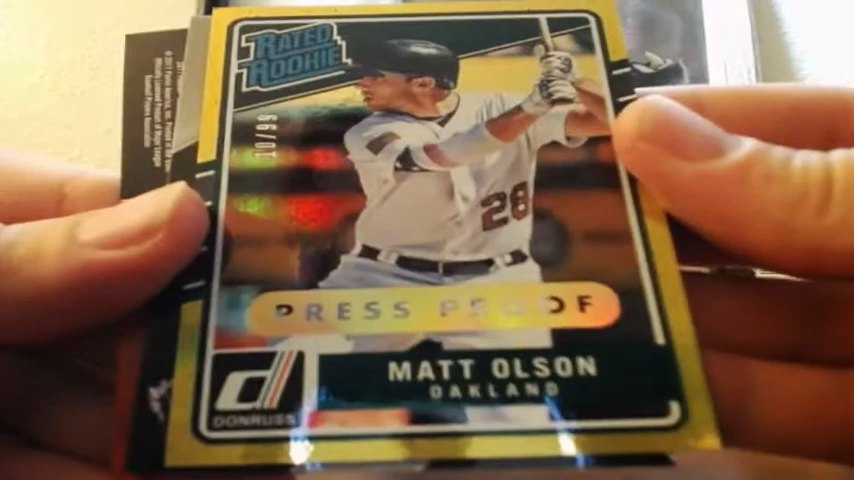 RATED
ROOKIE
10/99
28
PRESS PROOF
MATT OLSON
OAKLAND
DONRUSS